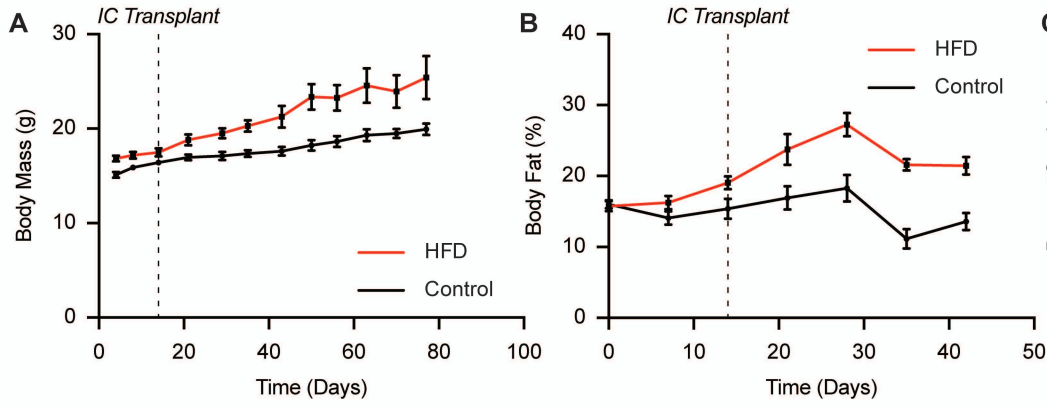 A
IC Transplant
30
20
10
0
Body Mass (g)
HFD
Control
0 20 40 60 80 100
Time (Days)
B
IC Transplant
40
30
20
10
0
Body Fat (%)
HFD
Control
0 10 20 30 40 50
Time (Days)